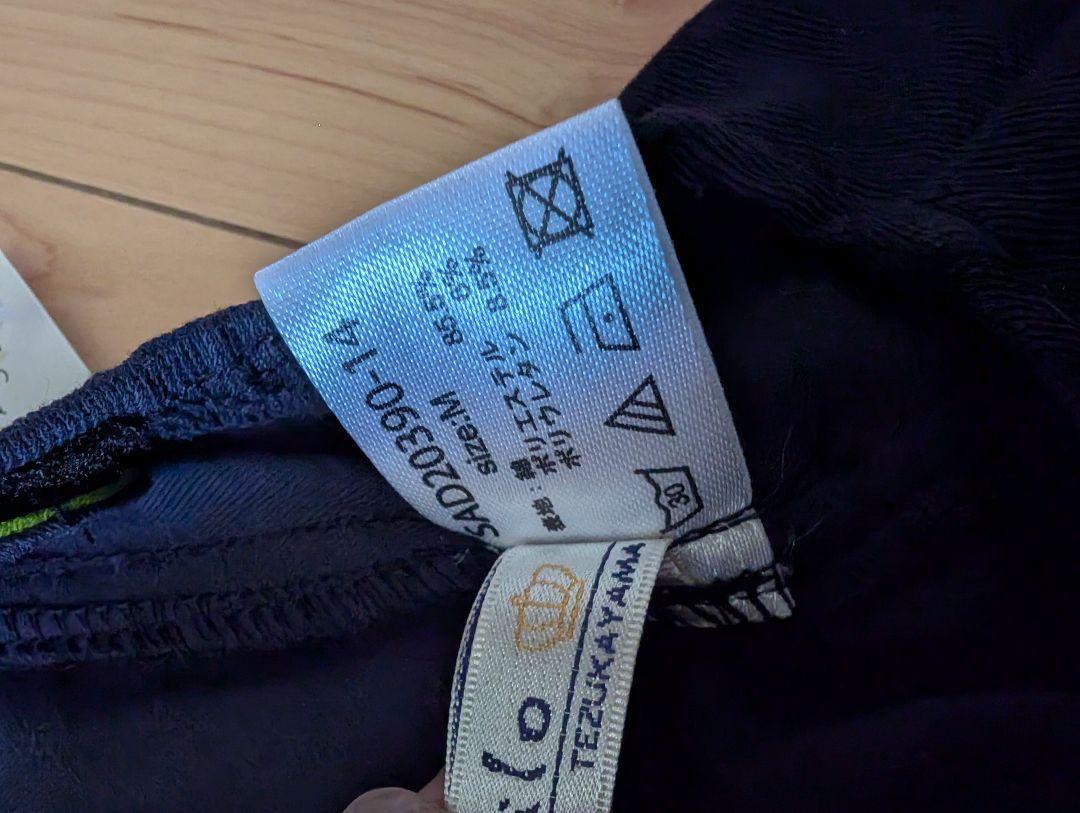 SAD20390-14
size:M
表地：綿 85.5%
ポリエステル 6%
ポリウレタン 8.5%
30
TEZUKAYAMA